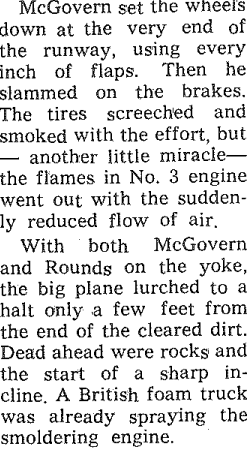 McGovern set the wheels
down at the very end of
the runway, using every
inch of flaps. Then he
slammed on the brakes.
The tires screeched and
smoked with the effort, but
— another little miracle—
the flames in No. 3 engine
went out with the sudden-
ly reduced flow of air.
With both McGovern
and Rounds on the yoke,
the big plane lurched to a
halt only a few feet from
the end of the cleared dirt.
Dead ahead were rocks and
the start of a sharp in-
cline. A British foam truck
was already spraying the
smoldering engine.